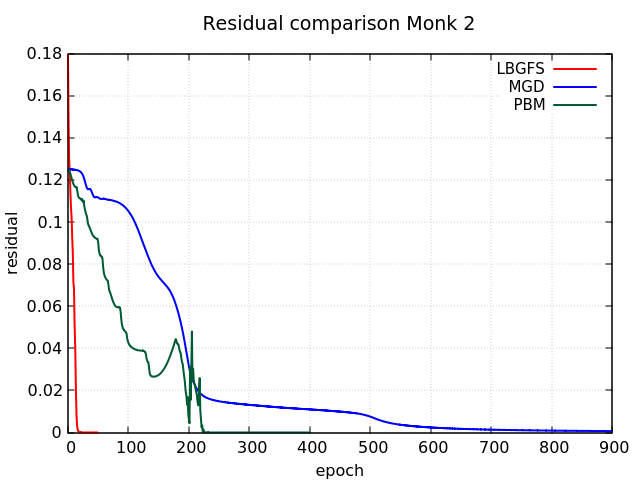 Residual comparison Monk 2
0.18
0.16
0.14
0.12
0.1
0.08
0.06
0.04
0.02
0
residual
LBGFS
MGD
PBM
0 100 200 300 400 500 600 700 800 900
epoch